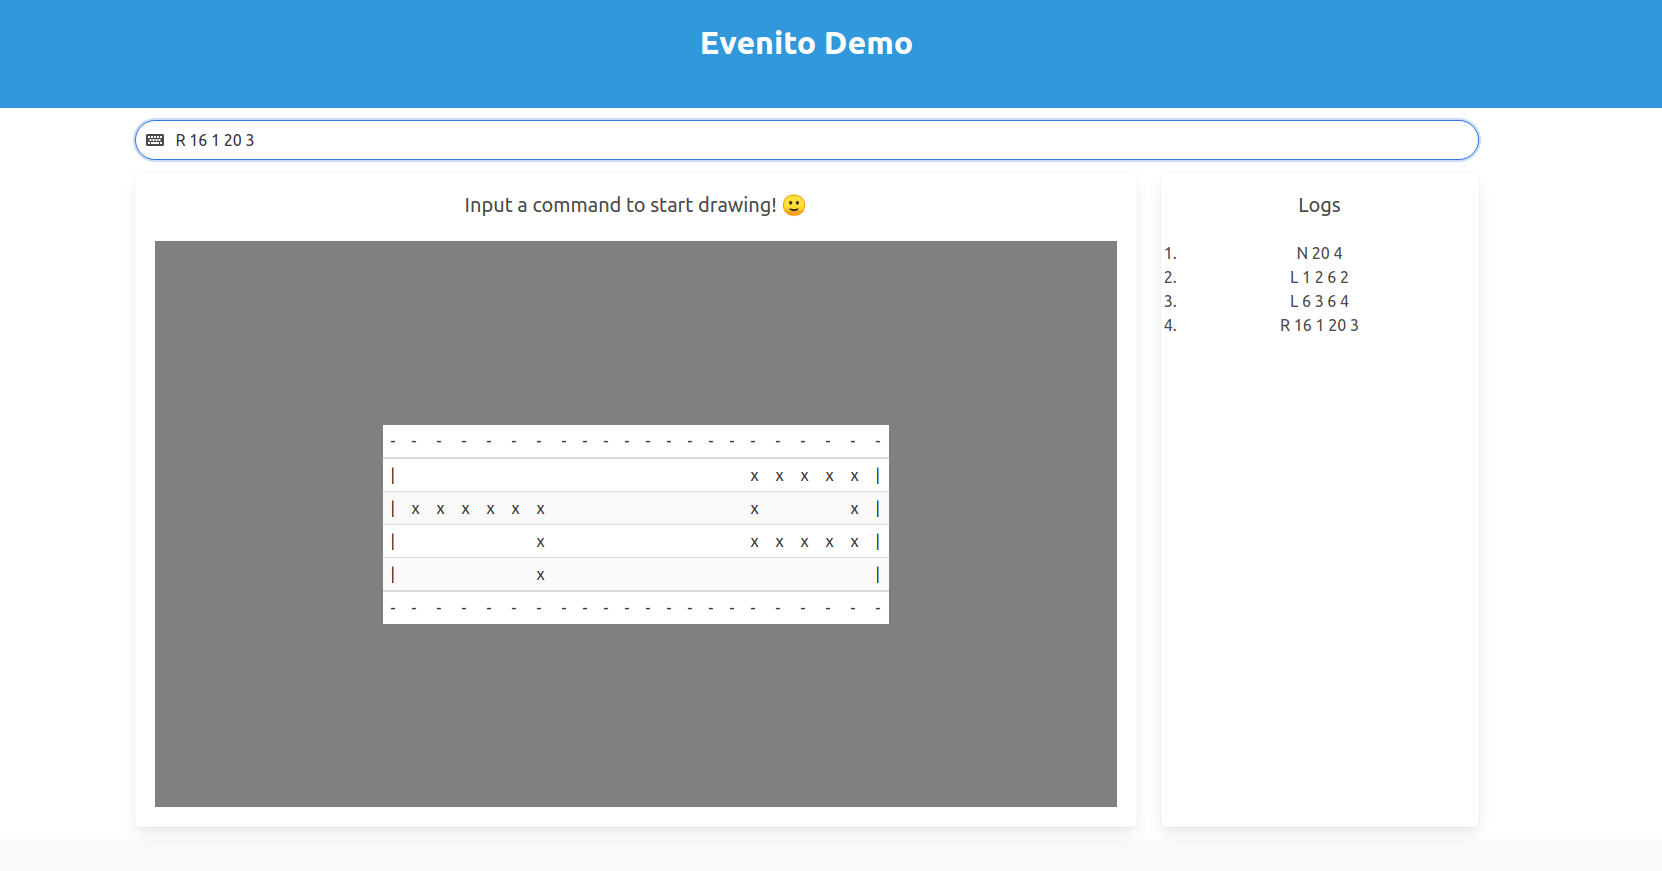 Evenito Demo
R 16 1 20 3
Input a command to start drawing! 🙂
Logs
1. N 20 4
2. L 1 2 6 2
3. L 6 3 6 4
4. R 16 1 20 3
- - - - - - - - - - - - - - - - - - - - - -
| x x x x x |
| x x x x x x x x |
| x x x x x x |
| x |
- - - - - - - - - - - - - - - - - - - - - -